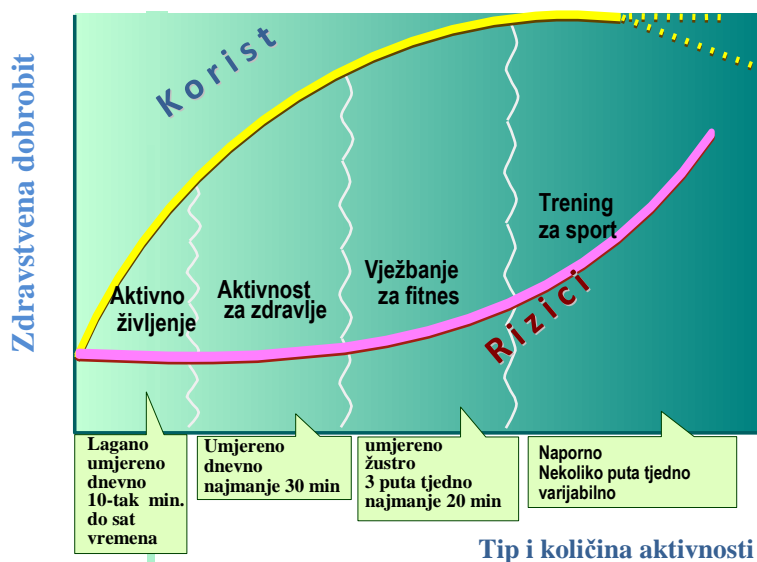 Zdravstvena dobrobit
Korist
Aktivno
življenje
Aktivnost
za zdravlje
Vježbanje
za fitnes
Trening
za sport
Rizici
Lagano
umjereno
dnevno
10-tak min.
do sat
vremena
Umjereno
dnevno
najmanje 30 min
umjereno
žustro
3 puta tjedno
najmanje 20 min
Naporno
Nekoliko puta tjedno
varijabilno
Tip i količina aktivnosti